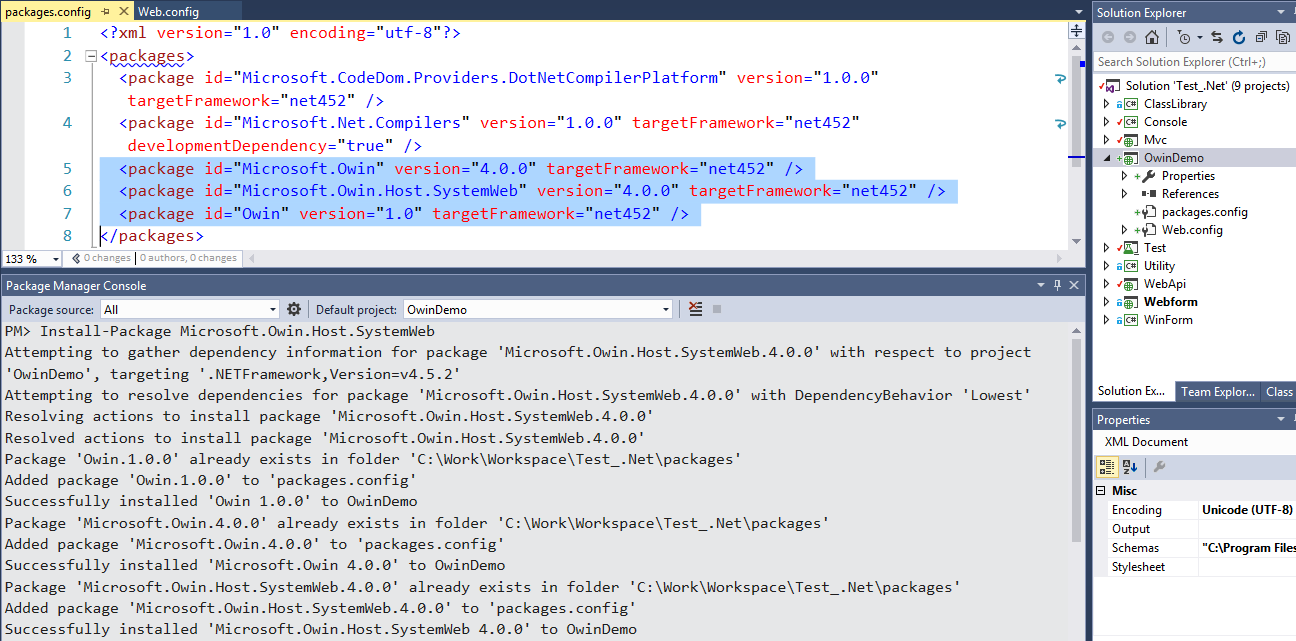 packages.config
Web.config
1 <?xml version="1.0" encoding="utf-8"?>
2 <packages>
3 <package id="Microsoft.CodeDom.Providers.DotNetCompilerPlatform" version="1.0.0"
targetFramework="net452" />
4 <package id="Microsoft.Net.Compilers" version="1.0.0" targetFramework="net452"
developmentDependency="true" />
5 <package id="Microsoft.Owin" version="4.0.0" targetFramework="net452" />
6 <package id="Microsoft.Owin.Host.SystemWeb" version="4.0.0" targetFramework="net452" />
7 <package id="Owin" version="1.0" targetFramework="net452" />
8 </packages>
133 %
0 changes | 0 authors, 0 changes
Package Manager Console
Package source: All
Default project: OwinDemo
PM> Install-Package Microsoft.Owin.Host.SystemWeb
Attempting to gather dependency information for package 'Microsoft.Owin.Host.SystemWeb.4.0.0' with respect to project
'OwinDemo', targeting '.NETFramework,Version=v4.5.2'
Attempting to resolve dependencies for package 'Microsoft.Owin.Host.SystemWeb.4.0.0' with DependencyBehavior 'Lowest'
Resolving actions to install package 'Microsoft.Owin.Host.SystemWeb.4.0.0'
Resolved actions to install package 'Microsoft.Owin.Host.SystemWeb.4.0.0'
Package 'Owin.1.0.0' already exists in folder 'C:\Work\Workspace\Test_.Net\packages'
Added package 'Owin.1.0.0' to 'packages.config'
Successfully installed 'Owin 1.0.0' to OwinDemo
Package 'Microsoft.Owin.4.0.0' already exists in folder 'C:\Work\Workspace\Test_.Net\packages'
Added package 'Microsoft.Owin.4.0.0' to 'packages.config'
Successfully installed 'Microsoft.Owin 4.0.0' to OwinDemo
Package 'Microsoft.Owin.Host.SystemWeb.4.0.0' already exists in folder 'C:\Work\Workspace\Test_.Net\packages'
Added package 'Microsoft.Owin.Host.SystemWeb.4.0.0' to 'packages.config'
Successfully installed 'Microsoft.Owin.Host.SystemWeb 4.0.0' to OwinDemo
Solution Explorer
Search Solution Explorer (Ctrl+;)
Solution 'Test_.Net' (9 projects)
C# ClassLibrary
C# Console
Mvc
OwinDemo
Properties
References
packages.config
Web.config
Test
C# Utility
WebApi
Webform
C# WinForm
Solution Ex...
Team Explor...
Class
Properties
XML Document
Misc
Encoding Unicode (UTF-8)
Output
Schemas "C:\Program Files
Stylesheet